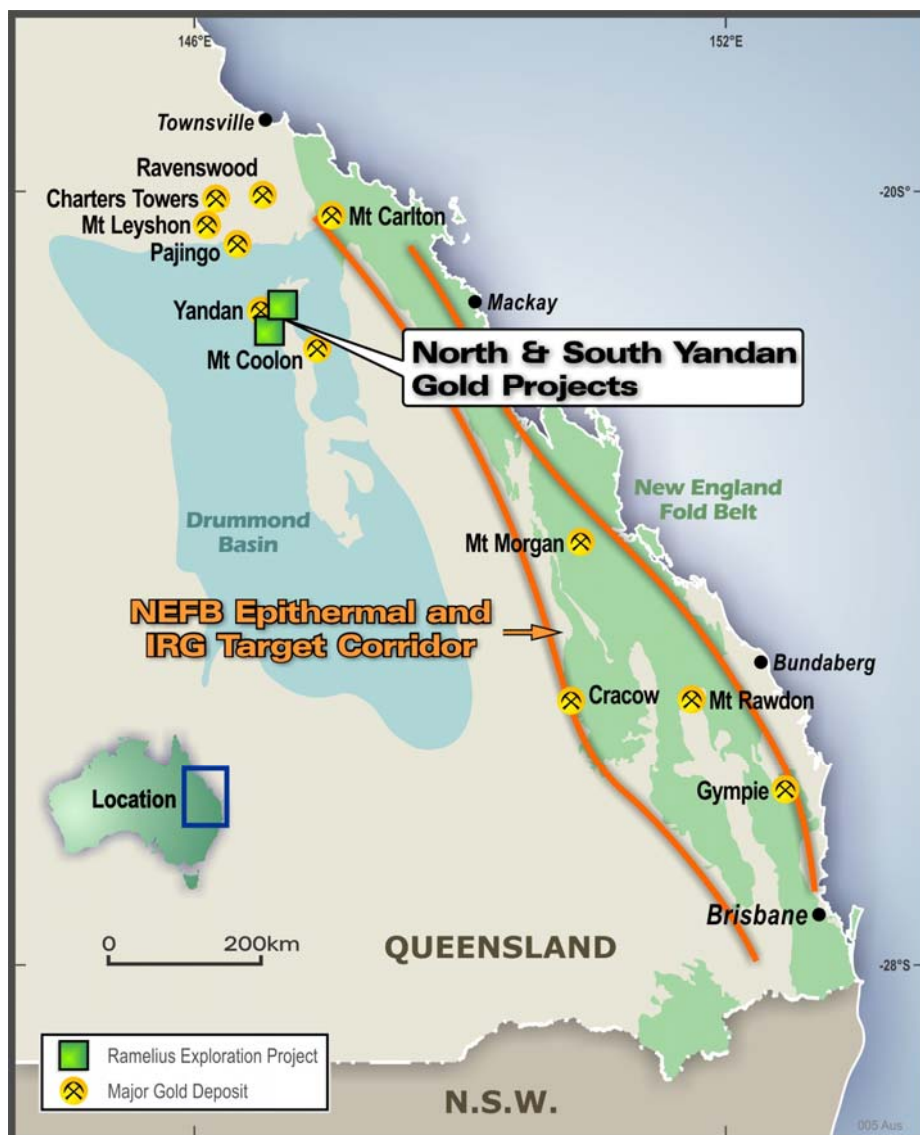 146°E
152°E
Townsville
Ravenswood
-20°S
Charters Towers
Mt Carlton
Mt Leyshon
Pajingo
Mackay
Yandan
North & South Yandan
Gold Projects
Mt Coolon
New England
Fold Belt
Drummond
Basin
Mt Morgan
NEFB Epithermal and
IRG Target Corridor
Bundaberg
Cracow
Mt Rawdon
Location
Gympie
Brisbane
0 200km
QUEENSLAND
-28°S
Ramelius Exploration Project
Major Gold Deposit
N.S.W.
005 Aus